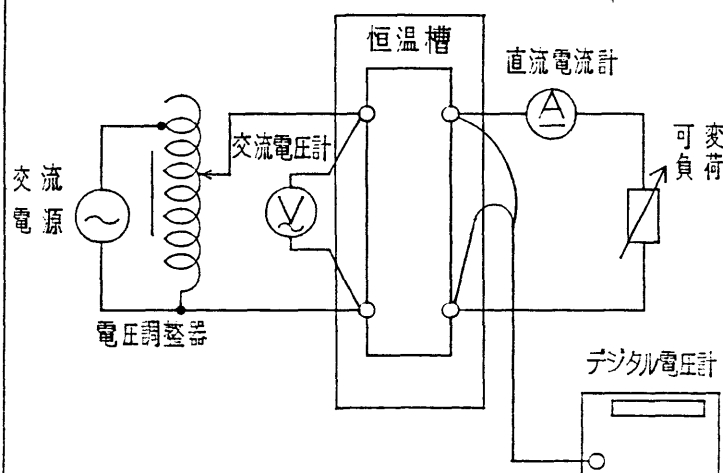 恒温槽
直流電流計
A
可変
負荷
交流電圧計
V
交流
電源
電圧調整器
デジタル電圧計